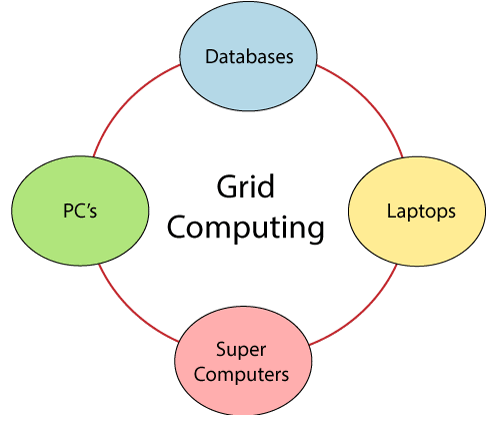 Databases
PC's
Grid
Computing
Laptops
Super
Computers